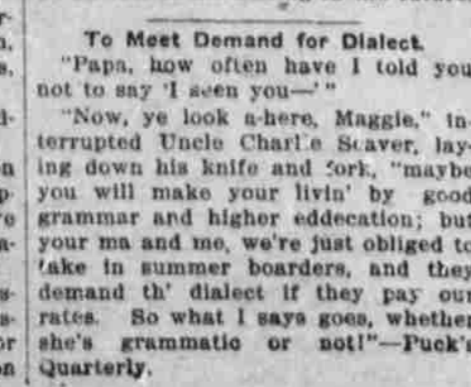 To Meet Demand for Dialect.
"Papa, how often have I told you
not to say 'I seen you—'"
"Now, ye look a-here, Maggie," in-
terrupted Uncle Charl e Seaver, lay-
ing down his knife and fork, "maybe
you will make your livin' by good
grammar and higher eddecation; but
your ma and me, we're just obliged to
take in summer boarders, and they
demand th' dialect if they pay our
rates. So what I says goes, whether
she's grammatic or not!"—Puck's
Quarterly.